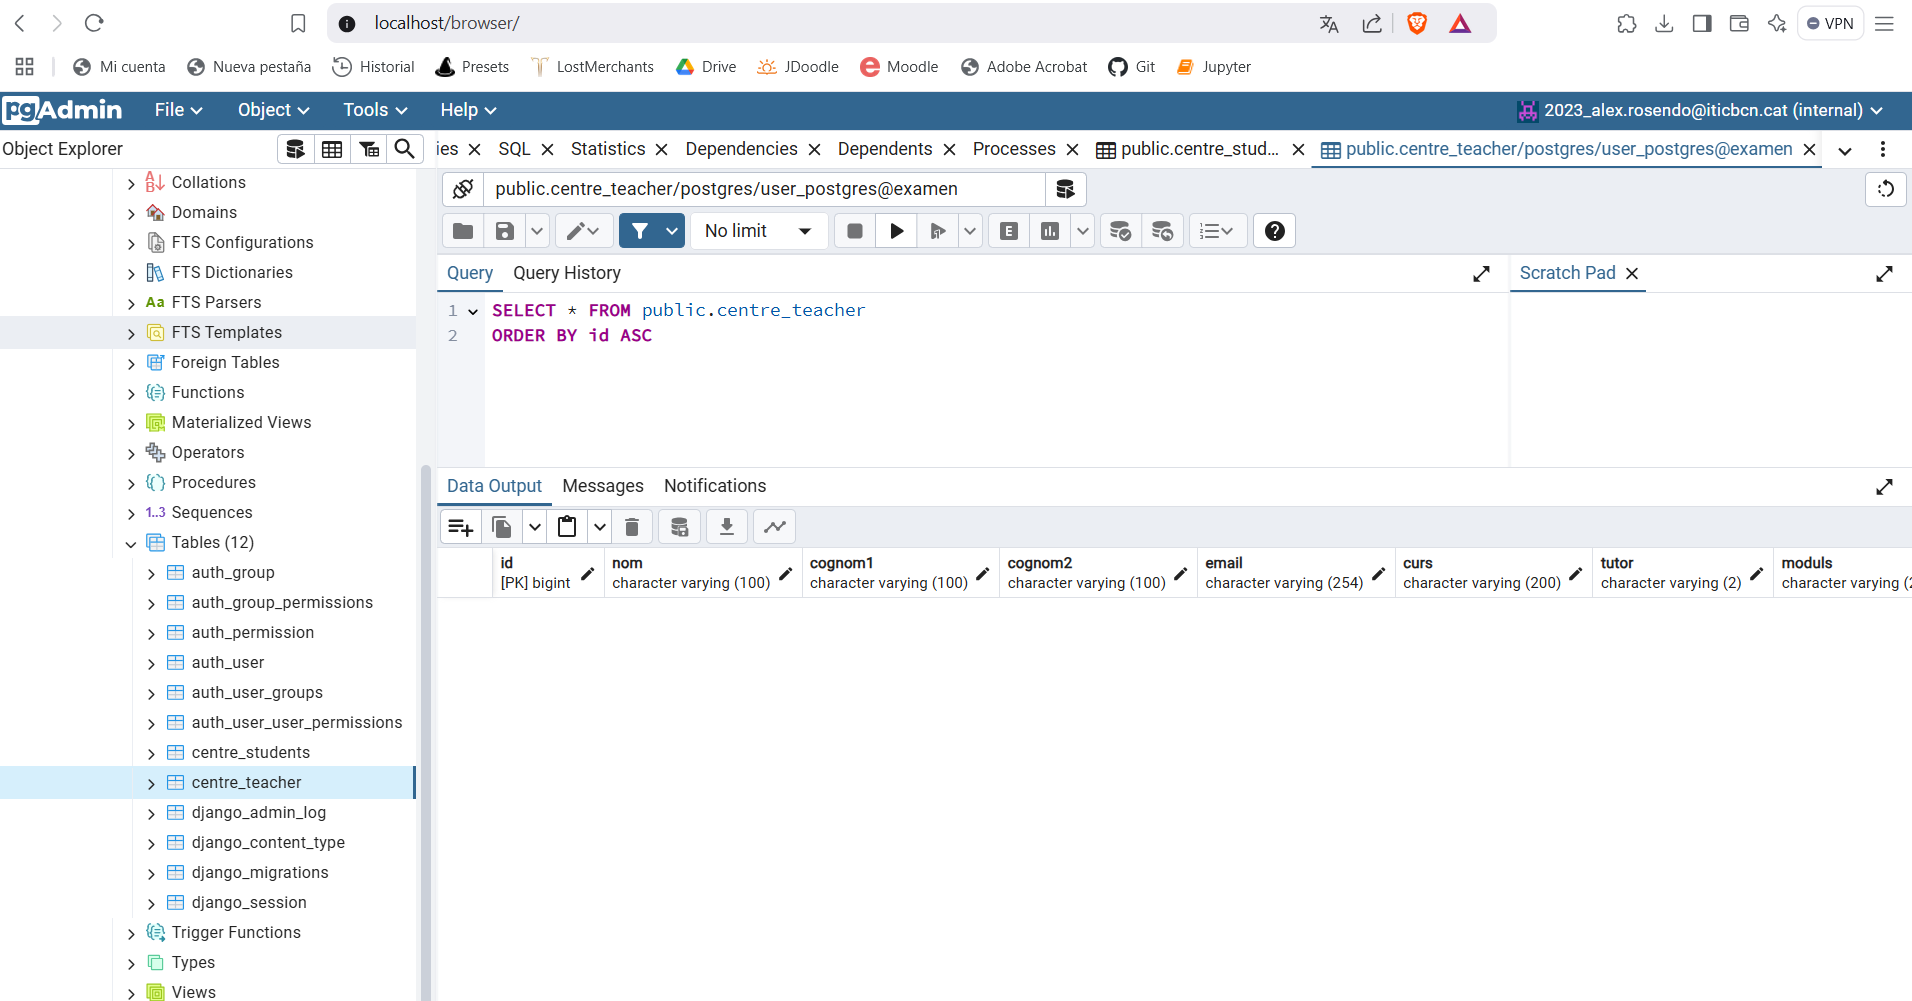 localhost/browser/
VPN
Mi cuenta
Nueva pestaña
Historial
Presets
LostMerchants
Drive
JDoodle
Moodle
Adobe Acrobat
Git
Jupyter
pgAdmin
File
Object
Tools
Help
2023_alex.rosendo@iticbcn.cat (internal)
Object Explorer
ies
SQL
Statistics
Dependencies
Dependents
Processes
public.centre_stud...
public.centre_teacher/postgres/user_postgres@examen
public.centre_teacher/postgres/user_postgres@examen
No limit
E
Query
Query History
Scratch Pad
1 SELECT * FROM public.centre_teacher
2 ORDER BY id ASC
Collations
Domains
FTS Configurations
FTS Dictionaries
Aa FTS Parsers
FTS Templates
Foreign Tables
Functions
Materialized Views
Operators
Procedures
1..3 Sequences
Tables (12)
auth_group
auth_group_permissions
auth_permission
auth_user
auth_user_groups
auth_user_user_permissions
centre_students
centre_teacher
django_admin_log
django_content_type
django_migrations
django_session
Trigger Functions
Types
Views
Data Output
Messages
Notifications
id
[PK] bigint
nom
character varying (100)
cognom1
character varying (100)
cognom2
character varying (100)
email
character varying (254)
curs
character varying (200)
tutor
character varying (2)
moduls
character varying (2